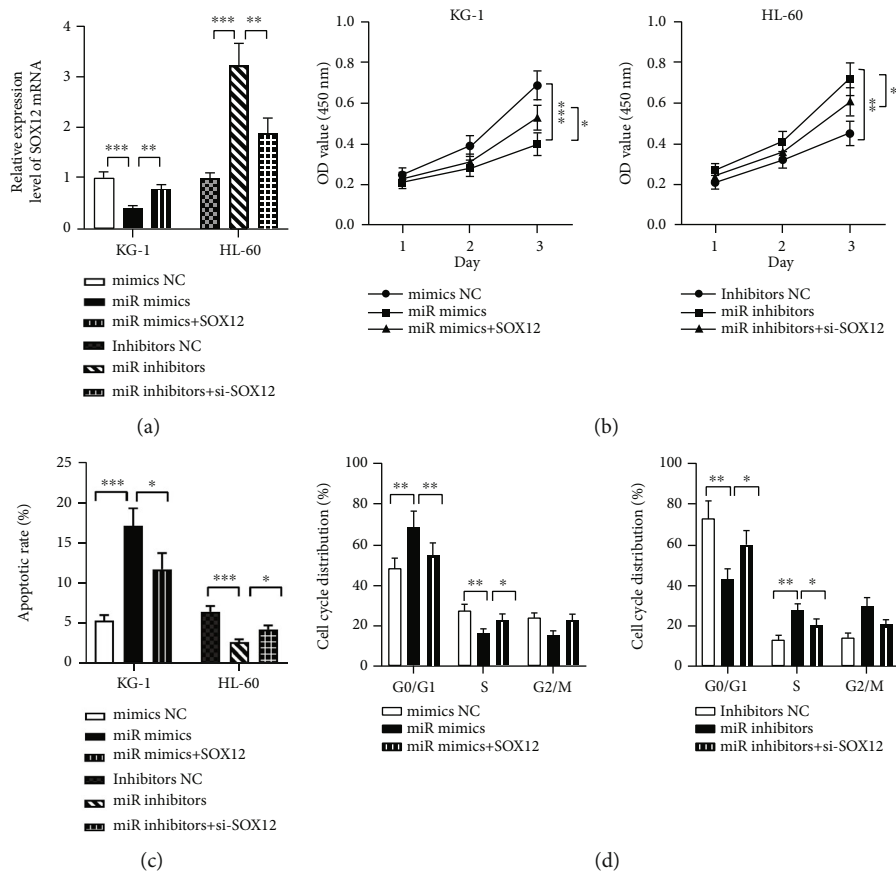 Relative expression
level of SOX12 mRNA
4
3
2
1
0
***
**
***
**
KG-1
HL-60
mimics NC
miR mimics
miR mimics+SOX12
Inhibitors NC
miR inhibitors
miR inhibitors+si-SOX12
(a)
KG-1
OD value (450 nm)
1.0
0.8
0.6
0.4
0.2
0.0
***
*
1
2
3
Day
mimics NC
miR mimics
miR mimics+SOX12
HL-60
OD value (450 nm)
1.0
0.8
0.6
0.4
0.2
0.0
**
*
1
2
3
Day
Inhibitors NC
miR inhibitors
miR inhibitors+si-SOX12
(b)
Apoptotic rate (%)
25
20
15
10
5
0
***
*
***
*
KG-1
HL-60
mimics NC
miR mimics
miR mimics+SOX12
Inhibitors NC
miR inhibitors
miR inhibitors+si-SOX12
(c)
Cell cycle distribution (%)
100
80
60
40
20
0
**
**
**
*
G0/G1
S
G2/M
mimics NC
miR mimics
miR mimics+SOX12
Cell cycle distribution (%)
100
80
60
40
20
0
**
*
**
*
G0/G1
S
G2/M
Inhibitors NC
miR inhibitors
miR inhibitors+si-SOX12
(d)